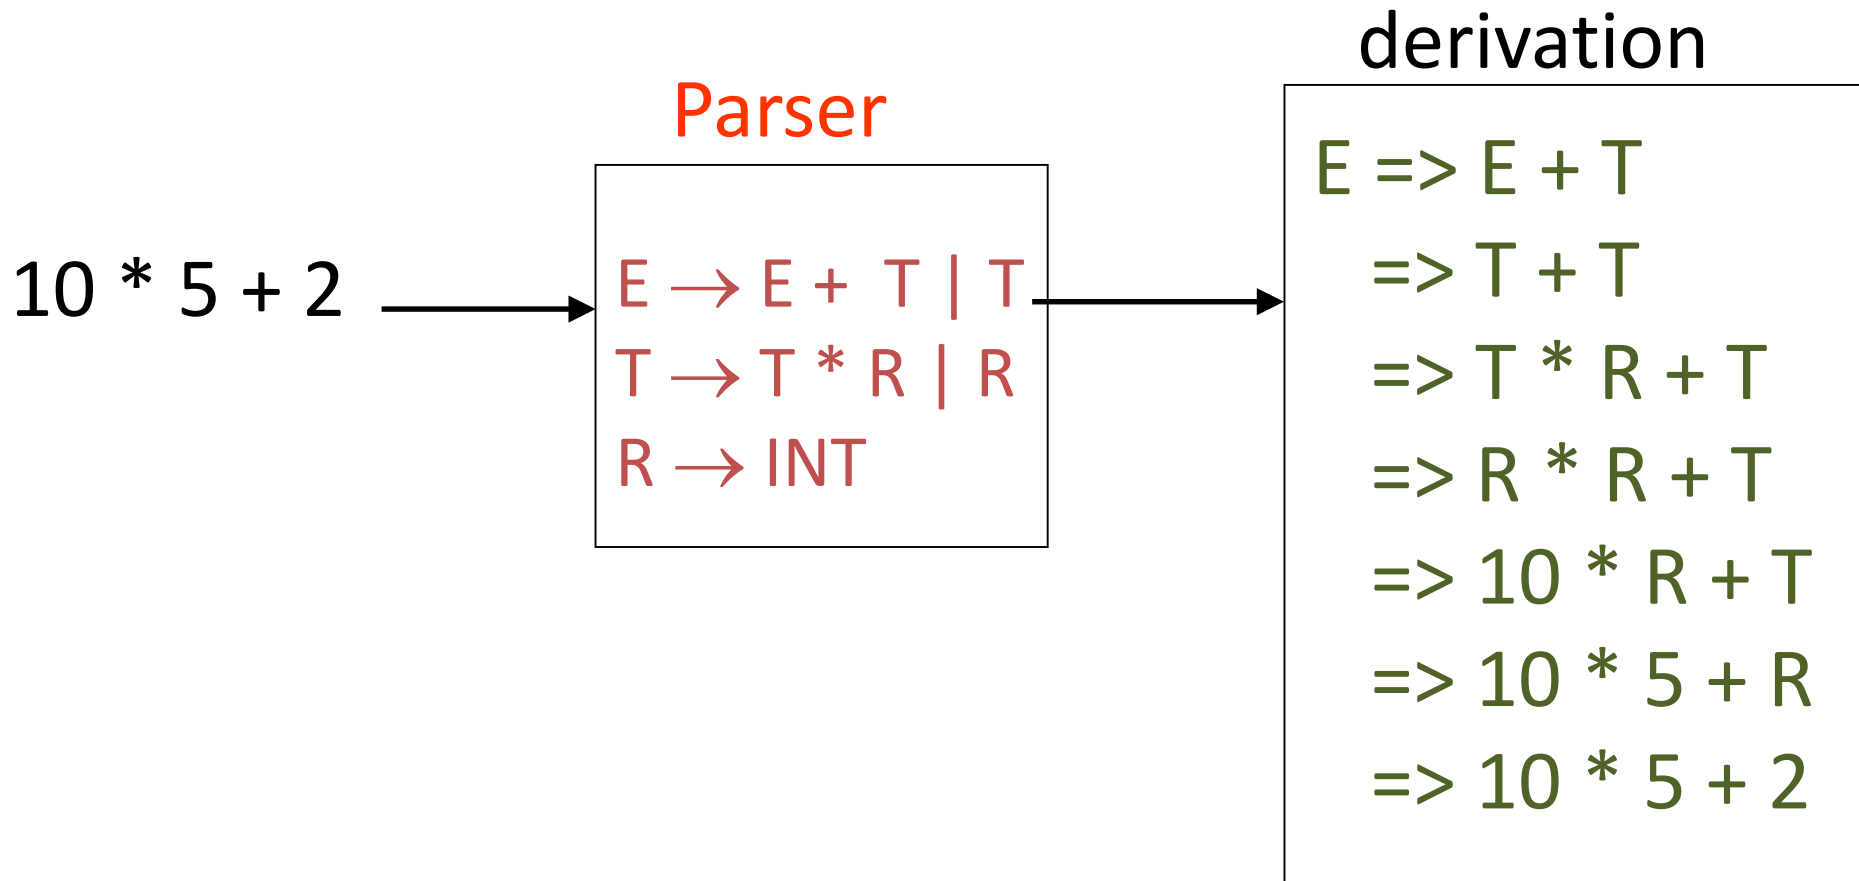 10 * 5 + 2
Parser
E → E + T | T
T → T * R | R
R → INT
derivation
E => E + T
=> T + T
=> T * R + T
=> R * R + T
=> 10 * R + T
=> 10 * 5 + R
=> 10 * 5 + 2